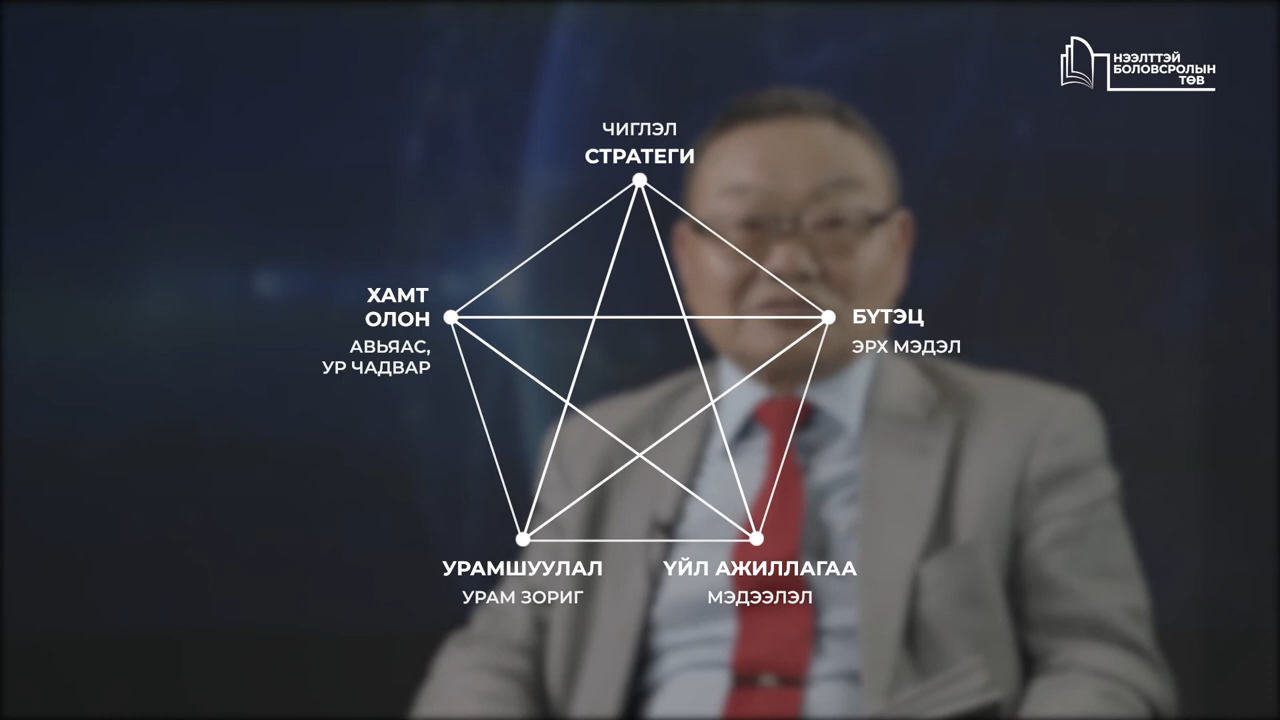 НЭЭЛТТЭЙ
БОЛОВСРОЛЫН
ТӨВ
ЧИГЛЭЛ
СТРАТЕГИ
ХАМТ
ОЛОН
АВЬЯАС,
УР ЧАДВАР
БҮТЭЦ
ЭРХ МЭДЭЛ
УРАМШУУЛАЛ
УРАМ ЗОРИГ
ҮЙЛ АЖИЛЛАГАА
МЭДЭЭЛЭЛ